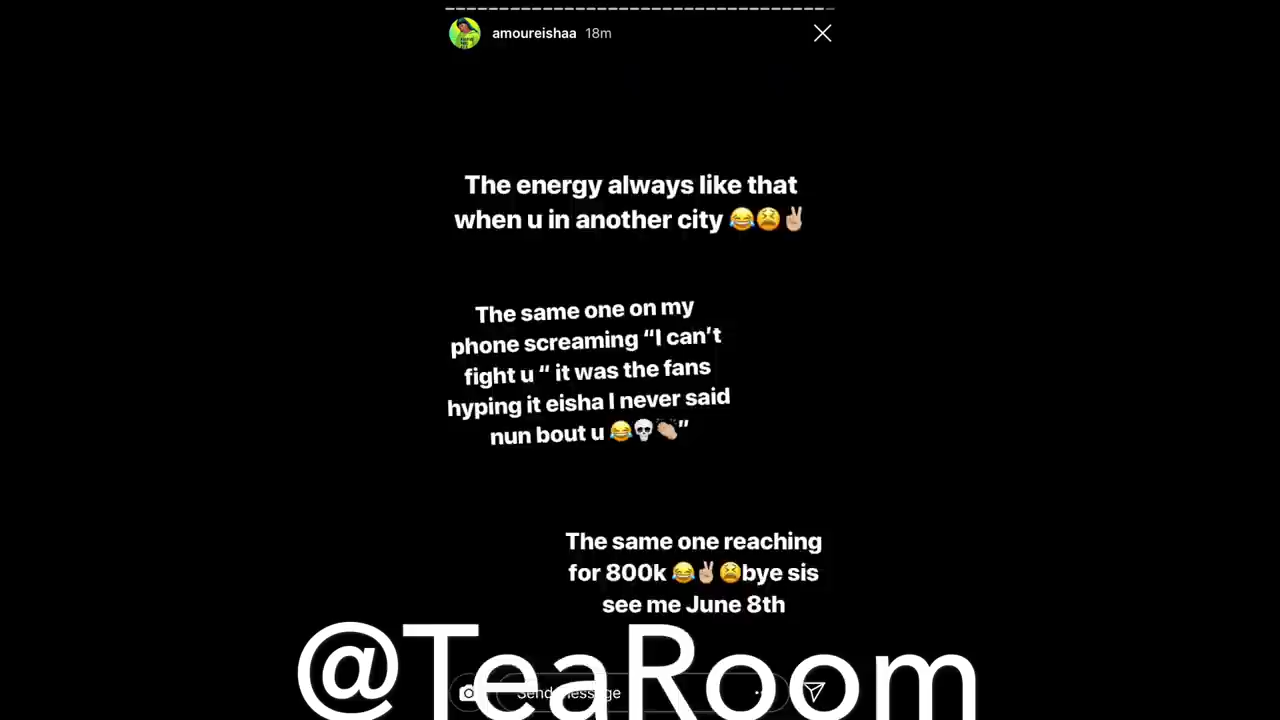 amoureishaa 18m
The energy always like that
when u in another city 😂😫✌🏼
The same one on my
phone screaming “I can’t
fight u “ it was the fans
hyping it eisha I never said
nun bout u 😂💀👏🏼”
The same one reaching
for 800k 😂✌🏼😫bye sis
see me June 8th
@TeaRoom
Send Message